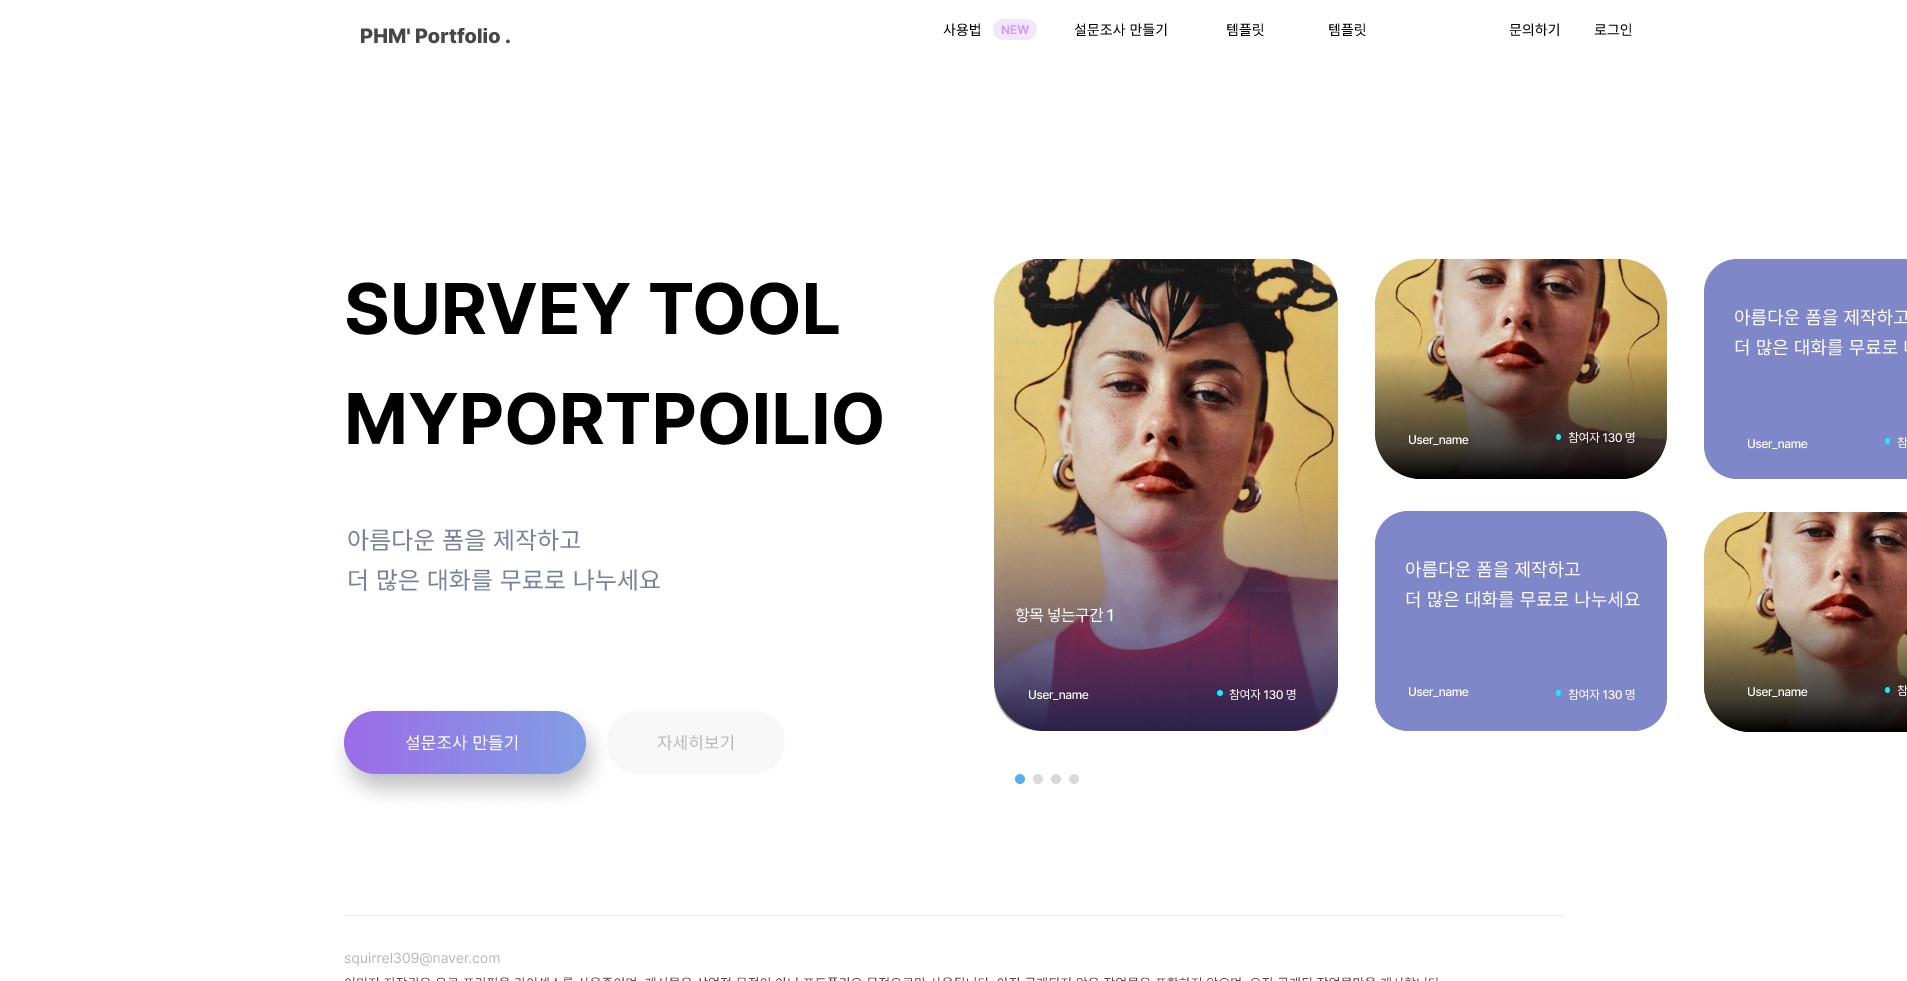 PHM' Portfolio .
사용법 NEW 설문조사 만들기 템플릿 템플릿 문의하기 로그인
SURVEY TOOL
MYPORTPOILIO
아름다운 폼을 제작하고
더 많은 대화를 무료로 나누세요
설문조사 만들기
자세히보기
항목 넣는구간 1
User_name
참여자 130 명
User_name
참여자 130 명
아름다운 폼을 제작하고
더 많은 대화를 무료로
User_name
참
아름다운 폼을 제작하고
더 많은 대화를 무료로 나누세요
User_name
참여자 130 명
User_name
참
squirrel309@naver.com